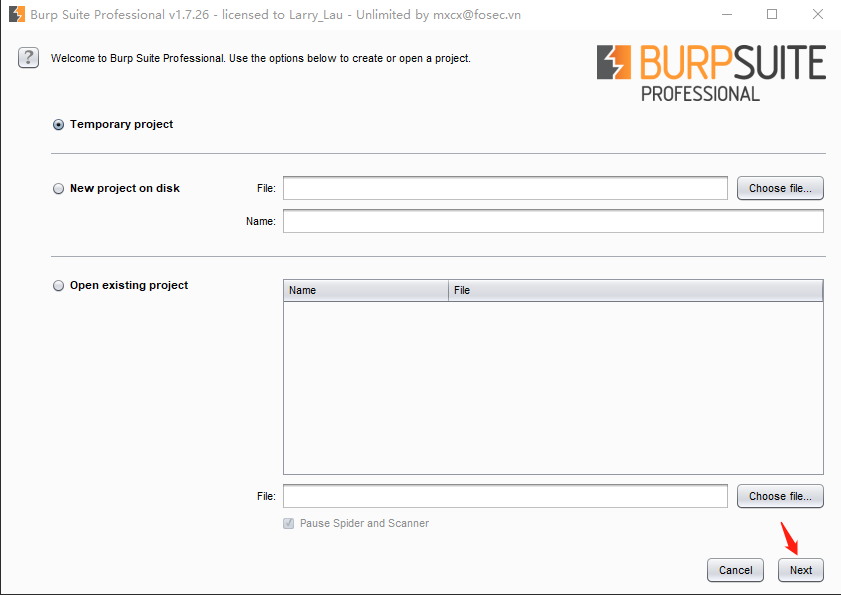 Burp Suite Professional v1.7.26 - licensed to Larry_Lau - Unlimited by mxcx@fosec.vn
?
Welcome to Burp Suite Professional. Use the options below to create or open a project.
BURPSUITE
PROFESSIONAL
Temporary project
New project on disk
File:
Choose file...
Name:
Open existing project
Name File
File:
Choose file...
Pause Spider and Scanner
Cancel
Next